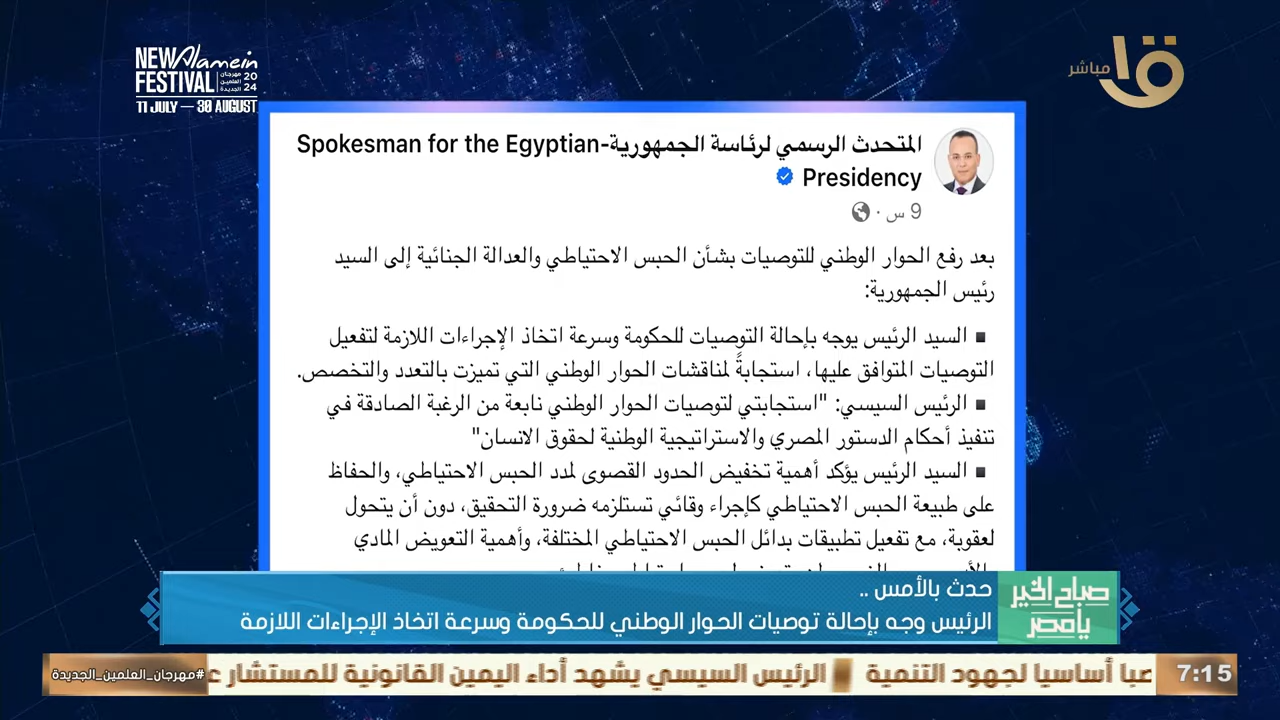 NEW Alamein
FESTIVAL
مهرجان
العلمين
الجديدة
20
24
11 JULY — 30 AUGUST
مباشر
المتحدث الرسمي لرئاسة الجمهورية-Spokesman for the Egyptian
Presidency
9 س ·
بعد رفع الحوار الوطني للتوصيات بشأن الحبس الاحتياطي والعدالة الجنائية إلى السيد
رئيس الجمهورية:
▪ السيد الرئيس يوجه بإحالة التوصيات للحكومة وسرعة اتخاذ الإجراءات اللازمة لتفعيل
التوصيات المتوافق عليها، استجابةً لمناقشات الحوار الوطني التي تميزت بالتعدد والتخصص.
▪ الرئيس السيسي: "استجابتي لتوصيات الحوار الوطني نابعة من الرغبة الصادقة في
تنفيذ أحكام الدستور المصري والاستراتيجية الوطنية لحقوق الانسان"
▪ السيد الرئيس يؤكد أهمية تخفيض الحدود القصوى لمدد الحبس الاحتياطي، والحفاظ
على طبيعة الحبس الاحتياطي كإجراء وقائي تستلزمه ضرورة التحقيق، دون أن يتحول
لعقوبة، مع تفعيل تطبيقات بدائل الحبس الاحتياطي المختلفة، وأهمية التعويض المادي
صباح الخير
يا مصر
حدث بالأمس ..
الرئيس وجه بإحالة توصيات الحوار الوطني للحكومة وسرعة اتخاذ الإجراءات اللازمة
7:15
عبا أساسيا لجهود التنمية
الرئيس السيسي يشهد أداء اليمين القانونية للمستشار
#مهرجان_العلمين_الجديدة